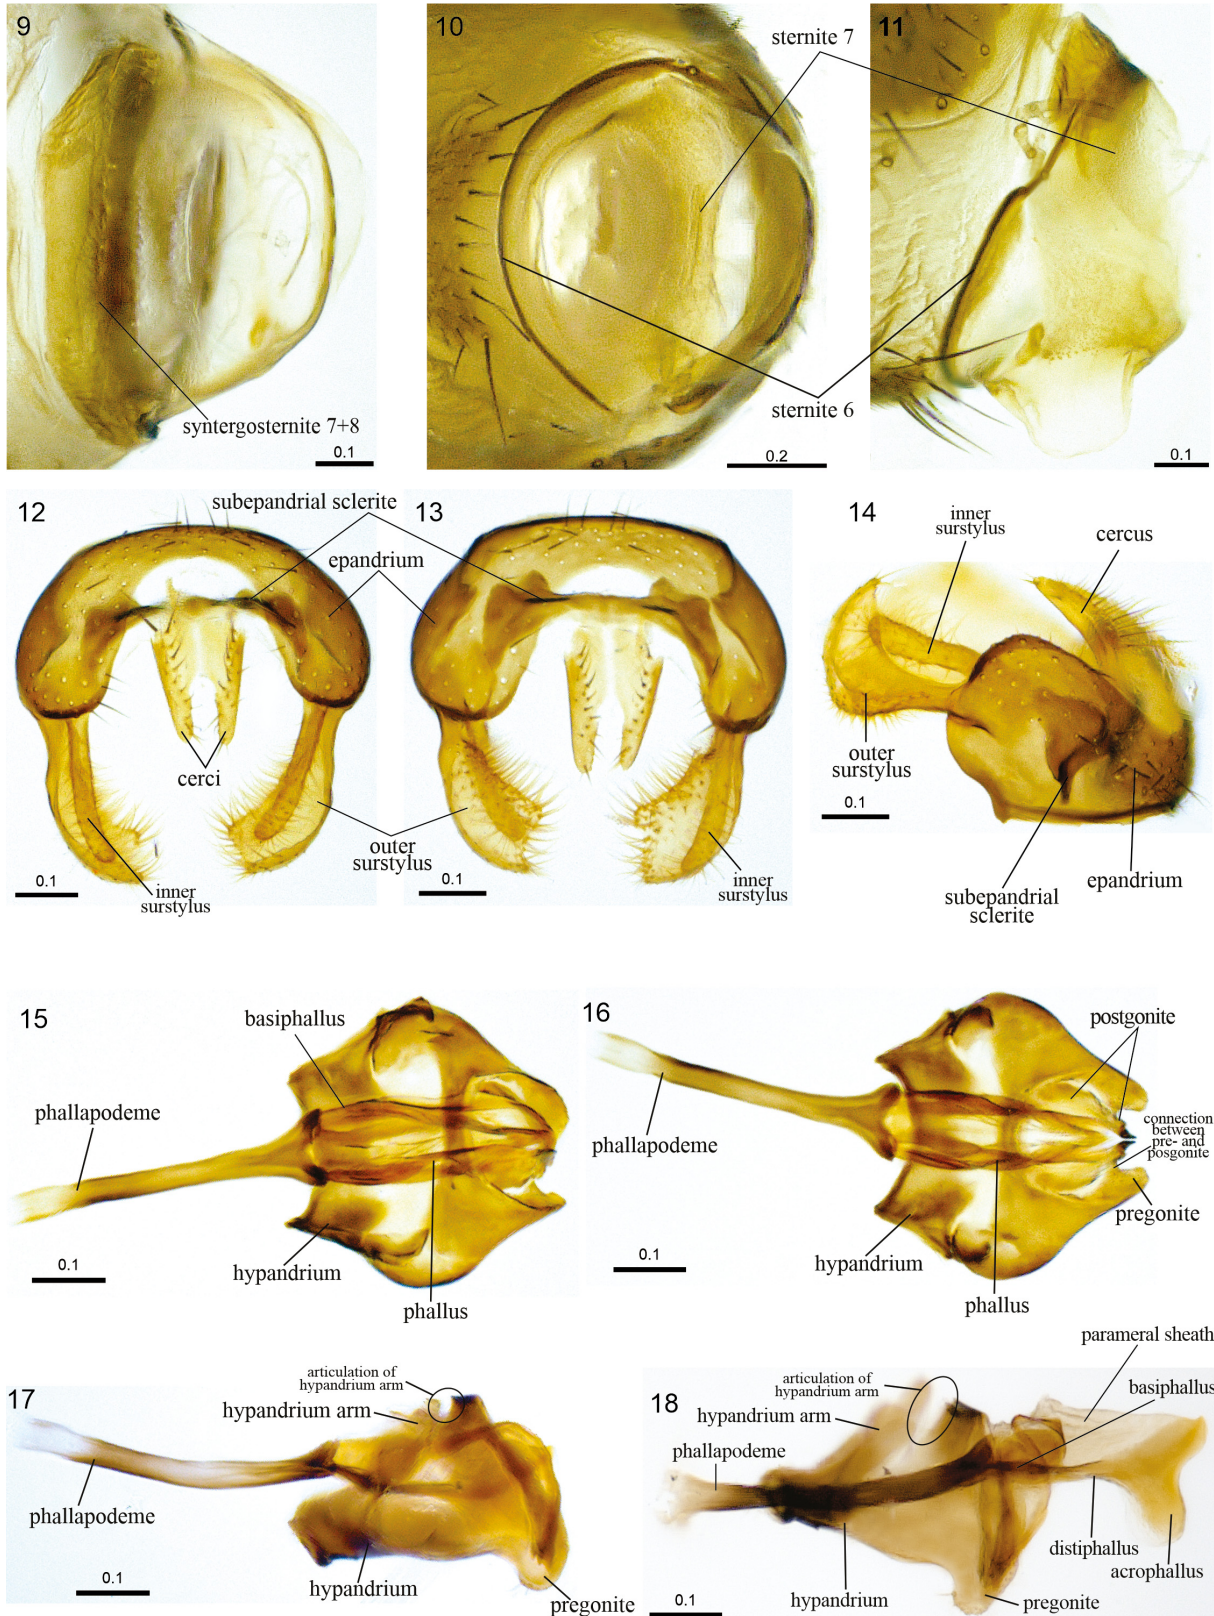 9
syntergosternite 7+8
0.1
10
sternite 7
sternite 6
0.2
11
0.1
12
subepandrial sclerite
epandrium
cerci
outer
surstylus
inner
surstylus
0.1
13
inner
surstylus
0.1
14
inner
surstylus
cercus
outer
surstylus
0.1
subepandrial
sclerite
epandrium
15
basiphallus
phallapodeme
hypandrium
phallus
0.1
16
postgonite
phallapodeme
connection
between
pre- and
posgonite
pregonite
hypandrium
phallus
0.1
17
articulation of
hypandrium arm
hypandrium arm
phallapodeme
hypandrium
pregonite
0.1
18
parameral sheath
articulation of
hypandrium arm
basiphallus
hypandrium arm
phallapodeme
distiphallus
acrophallus
hypandrium
pregonite
0.1